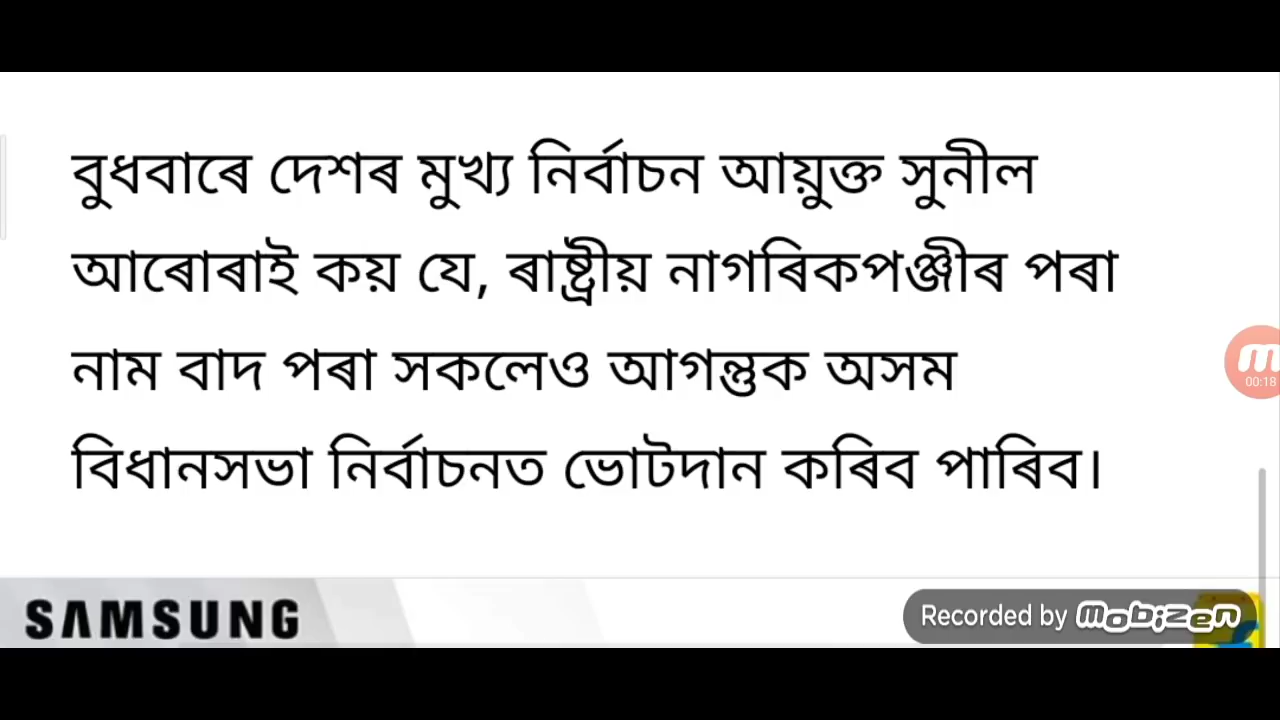 বুধবাৰে দেশৰ মুখ্য নিৰ্বাচন আয়ুক্ত সুনীল
আৰোৰাই কয় যে, ৰাষ্ট্ৰীয় নাগৰিকপঞ্জীৰ পৰা
নাম বাদ পৰা সকলেও আগন্তুক অসম
বিধানসভা নিৰ্বাচনত ভোটদান কৰিব পাৰিব।
00:18
SAMSUNG
Recorded by mobizen